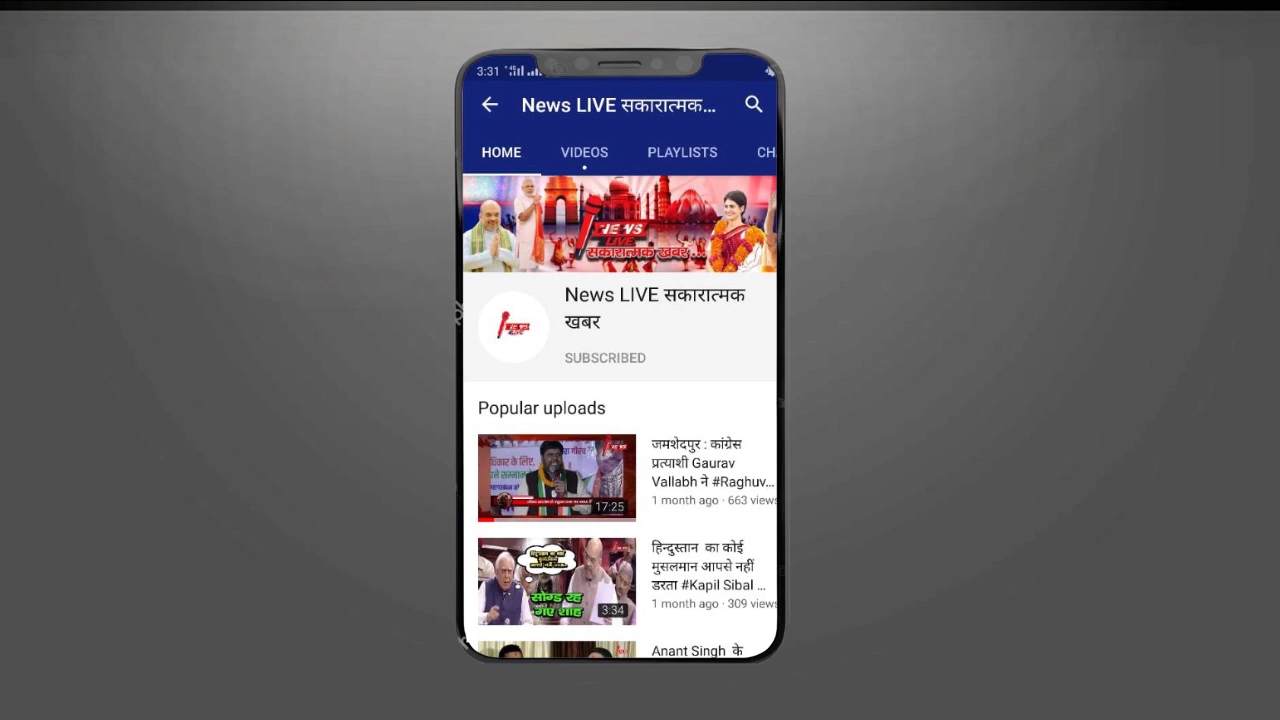 3:31
News LIVE सकारात्मक...
HOME VIDEOS PLAYLISTS CH
NEWS
LIVE
सकारात्मक खबर ...
News LIVE सकारात्मक
खबर
SUBSCRIBED
Popular uploads
जमशेदपुर : कांग्रेस
प्रत्याशी Gaurav
Vallabh ने #Raghuv...
1 month ago · 663 views
17:25
हिन्दुस्तान का कोई
मुसलमान आपसे नहीं
डरता #Kapil Sibal ...
1 month ago · 309 views
सोग्ड रह
गए शाह
3:34
Anant Singh के